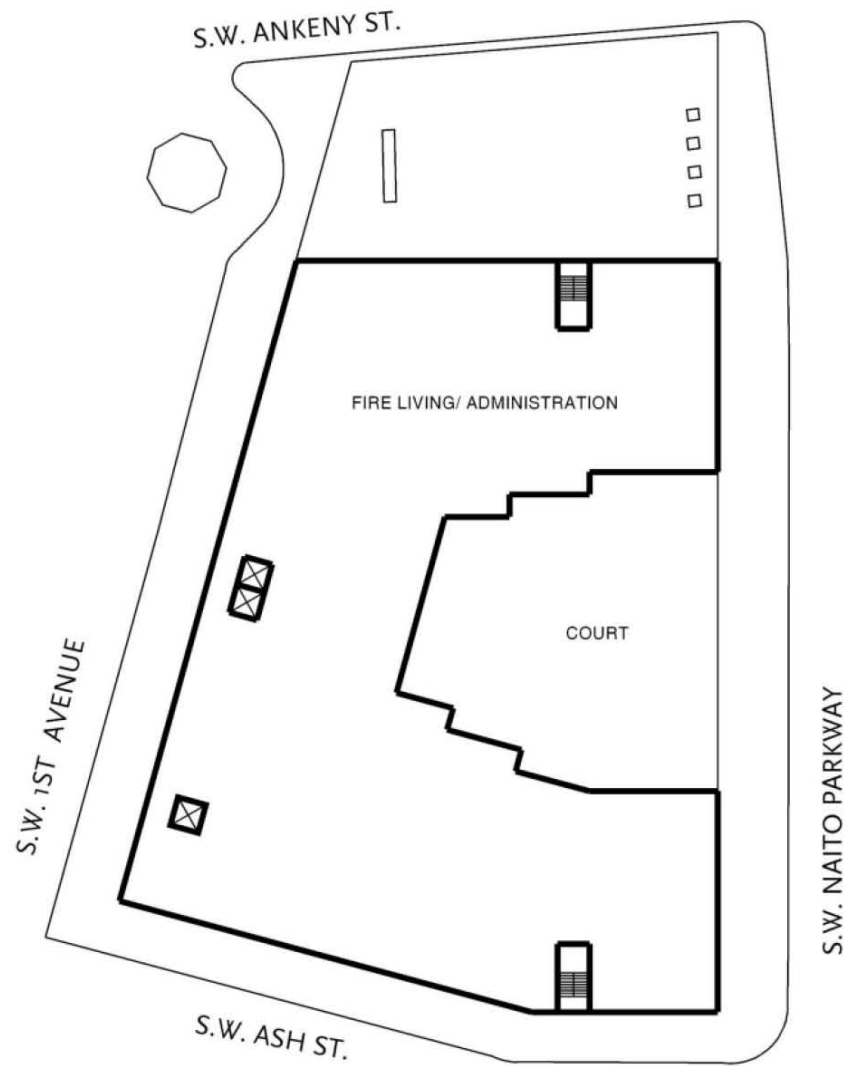 S.W. ANKENY ST.
FIRE LIVING/ ADMINISTRATION
COURT
S.W. 1ST AVENUE
S.W. NAITO PARKWAY
S.W. ASH ST.